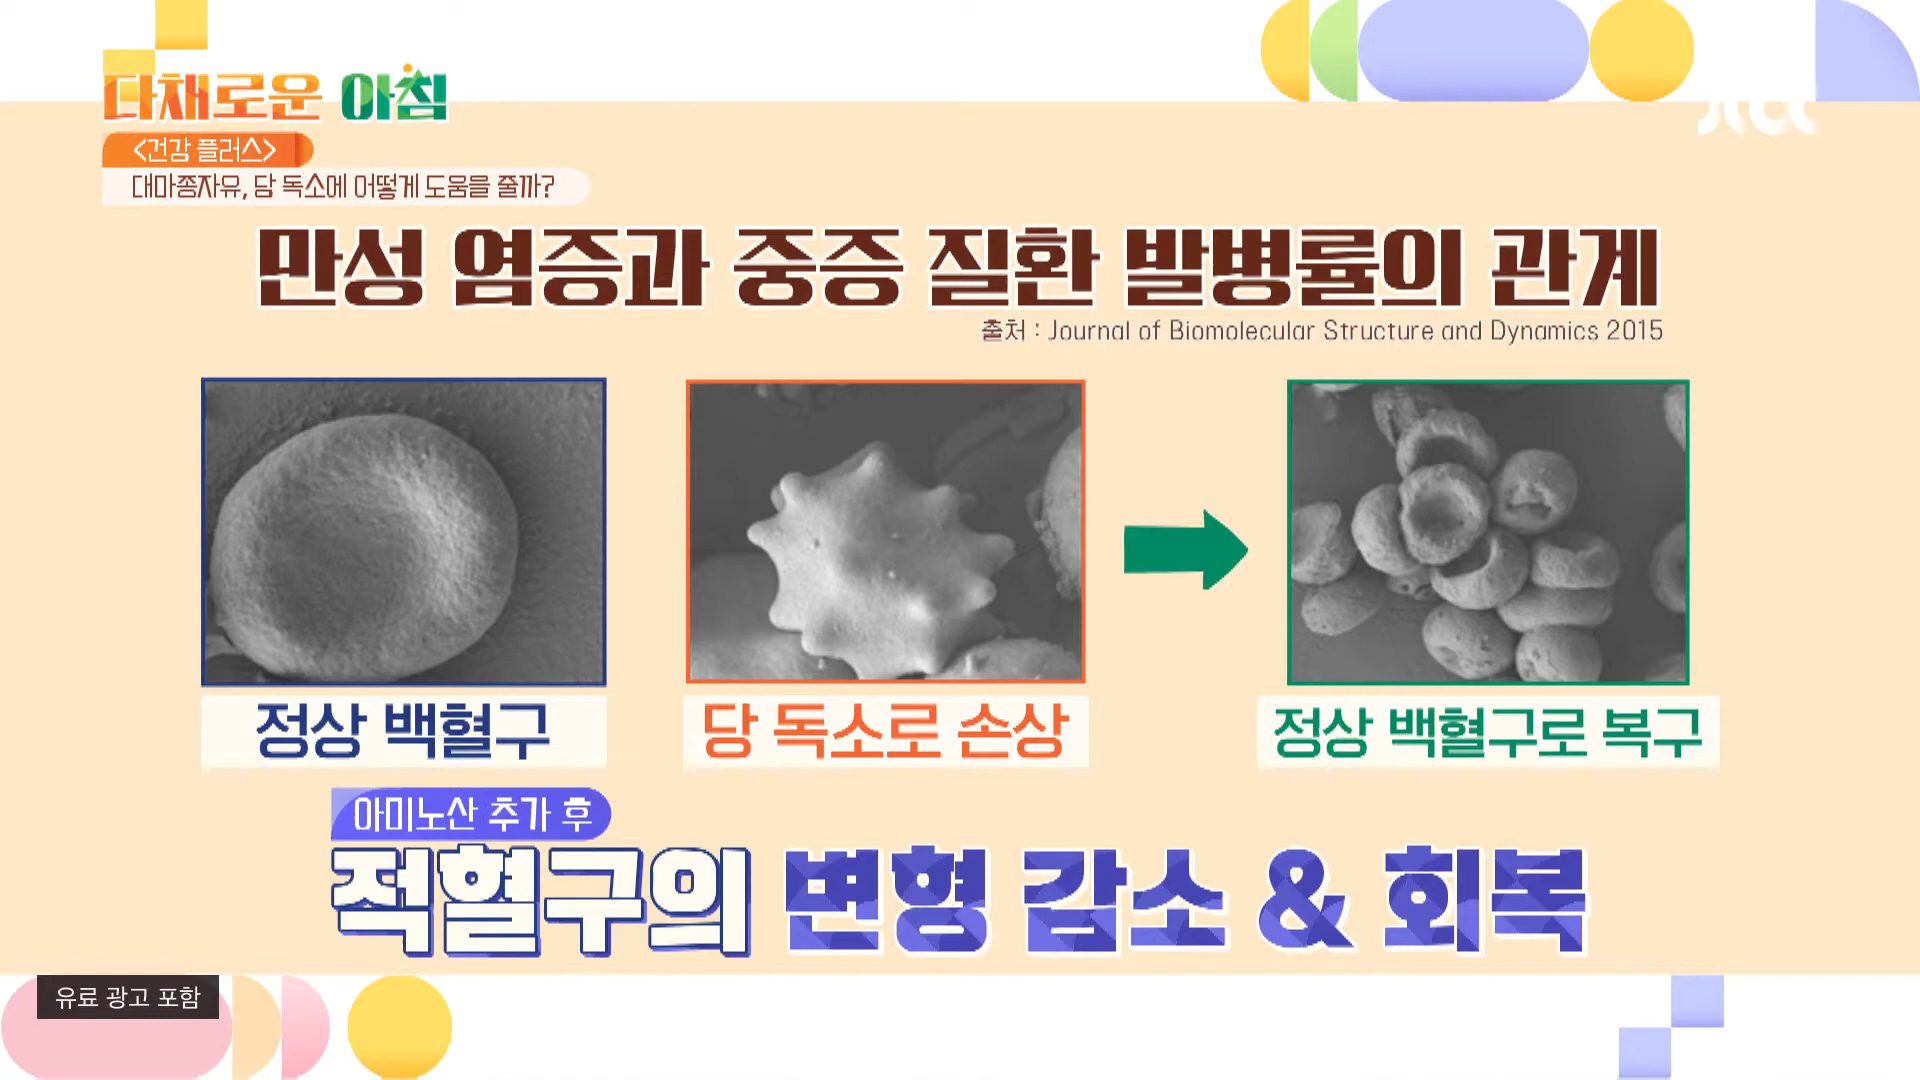 다채로운 아침
<건강 플러스>
대마종자유, 당 독소에 어떻게 도움을 줄까?
만성 염증과 중증 질환 발병률의 관계
출처 : Journal of Biomolecular Structure and Dynamics 2015
정상 백혈구
당 독소로 손상
정상 백혈구로 복구
아미노산 추가 후
적혈구의 변형 감소 & 회복
유료 광고 포함